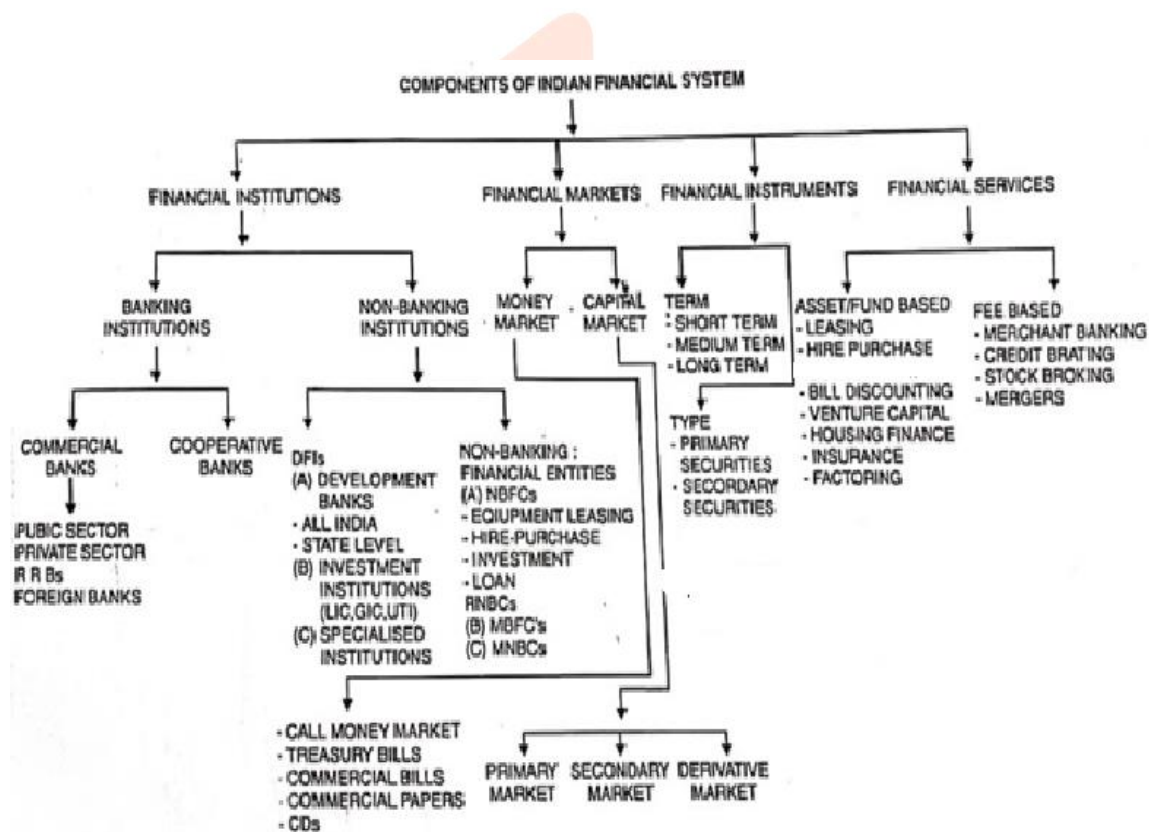 COMPONENTS OF INDIAN FINANCIAL SYSTEM
FINANCIAL INSTITUTIONS
FINANCIAL MARKETS
FINANCIAL INSTRUMENTS
FINANCIAL SERVICES
BANKING
INSTITUTIONS
NON-BANKING
INSTITUTIONS
MONEY
MARKET
CAPITAL
MARKET
TERM
- SHORT TERM
- MEDIUM TERM
- LONG TERM
TYPE
- PRIMARY
SECURITIES
- SECORDARY
SECURITIES
ASSET/FUND BASED
- LEASING
- HIRE PURCHASE
- BILL DISCOUNTING
- VENTURE CAPITAL
- HOUSING FINANCE
- INSURANCE
- FACTORING
FEE BASED
- MERCHANT BANKING
- CREDIT BRATING
- STOCK BROKING
- MERGERS
COMMERCIAL
BANKS
COOPERATIVE
BANKS
PUBIC SECTOR
PRIVATE SECTOR
R R Bs
FOREIGN BANKS
DFIs
(A) DEVELOPMENT
BANKS
- ALL INDIA
- STATE LEVEL
(B) INVESTMENT
INSTITUTIONS
(LIC,GIC,UTI)
(C) SPECIALISED
INSTITUTIONS
NON-BANKING :
FINANCIAL ENTITIES
(A) NBFCs
- EQIUPMENT LEASING
- HIRE-PURCHASE
- INVESTMENT
- LOAN
RNBCs
(B) MBFC's
(C) MNBCs
- CALL MONEY MARKET
- TREASURY BILLS
- COMMERCIAL BILLS
- COMMERCIAL PAPERS
- CDs
PRIMARY
MARKET
SECONDARY
MARKET
DERIVATIVE
MARKET